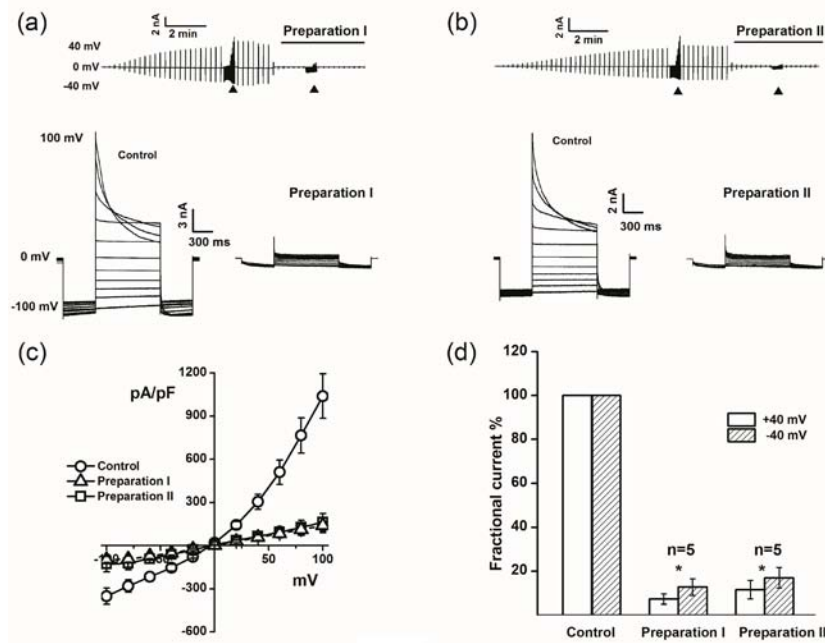 (a)
2 nA
2 min
Preparation I
40 mV
0 mV
-40 mV
100 mV
Control
Preparation I
3 nA
300 ms
0 mV
-100 mV
(b)
2 nA
2 min
Preparation II
Control
Preparation II
2 nA
300 ms
(c)
pA/pF
1200
900
600
300
-300
-600
50
100
mV
Control
Preparation I
Preparation II
(d)
Fractional current %
120
100
80
60
40
20
+40 mV
-40 mV
n=5
*
n=5
*
Control
Preparation I
Preparation II